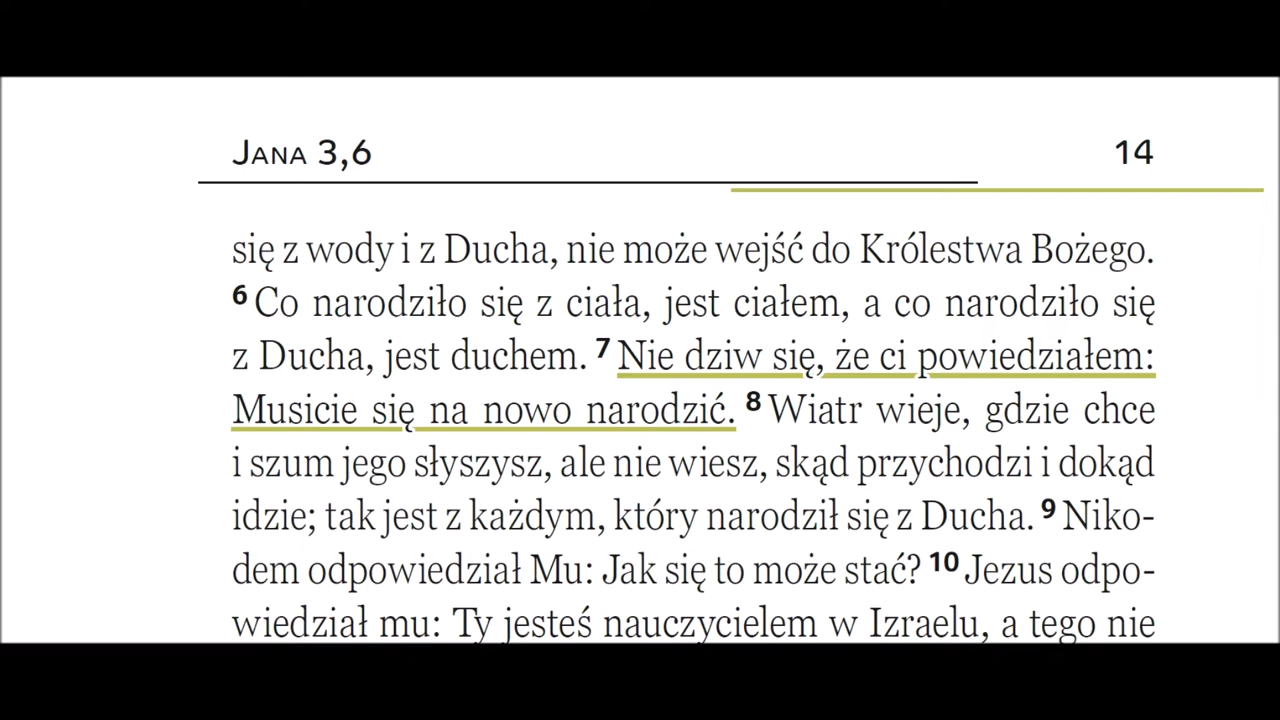 Jana 3,6 14
się z wody i z Ducha, nie może wejść do Królestwa Bożego.
6 Co narodziło się z ciała, jest ciałem, a co narodziło się
z Ducha, jest duchem. 7 Nie dziw się, że ci powiedziałem:
Musicie się na nowo narodzić. 8 Wiatr wieje, gdzie chce
i szum jego słyszysz, ale nie wiesz, skąd przychodzi i dokąd
idzie; tak jest z każdym, który narodził się z Ducha. 9 Niko-
dem odpowiedział Mu: Jak się to może stać? 10 Jezus odpo-
wiedział mu: Ty jesteś nauczycielem w Izraelu, a tego nie